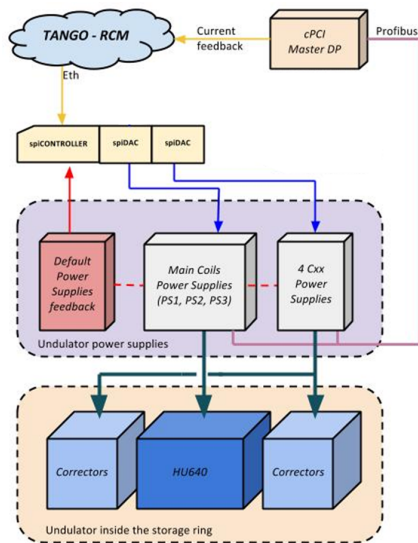 TANGO - RCM
Current
feedback
cPCI
Master DP
Profibus
Eth
spiCONTROLLER
spiDAC
spiDAC
Default
Power
Supplies
feedback
Main Coils
Power Supplies
(PS1, PS2, PS3)
4 Cxx
Power
Supplies
Undulator power supplies
Correctors
HU640
Correctors
Undulator inside the storage ring